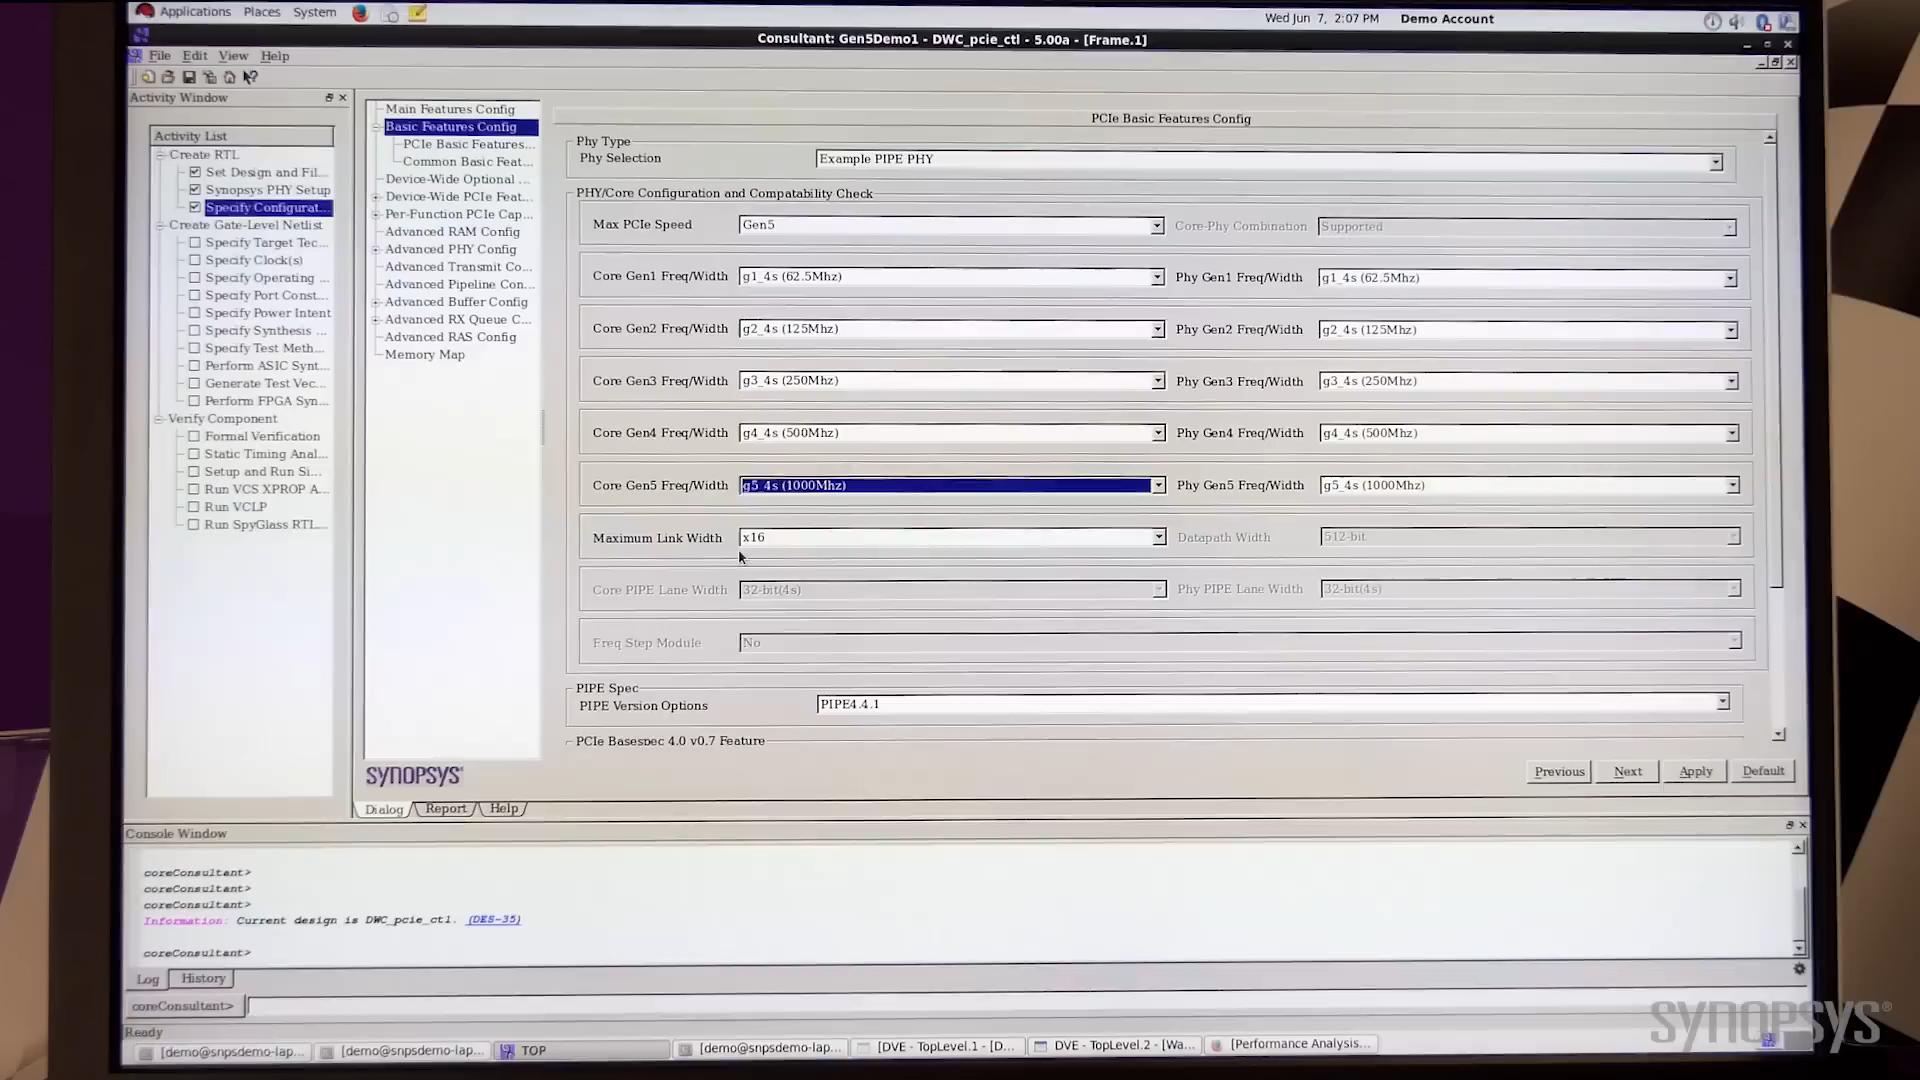 Applications Places System
Wed Jun 7, 2:07 PM Demo Account
Consultant: Gen5Demo1 - DWC_pcie_ctl - 5.00a - [Frame.1]
File Edit View Help
Activity Window
Activity List
Create RTL
Set Design and Fil...
Synopsys PHY Setup
Specify Configurat...
Create Gate-Level Netlist
Specify Target Tec...
Specify Clock(s)
Specify Operating ...
Specify Port Const...
Specify Power Intent
Specify Synthesis ...
Specify Test Meth...
Perform ASIC Synt...
Generate Test Vec...
Perform FPGA Syn...
Verify Component
Formal Verification
Static Timing Anal...
Setup and Run Si...
Run VCS XPROP A...
Run VCLP
Run SpyGlass RTL...
Main Features Config
Basic Features Config
PCIe Basic Features...
Common Basic Feat...
Device-Wide Optional ...
Device-Wide PCIe Feat...
Per-Function PCIe Cap...
Advanced RAM Config
Advanced PHY Config
Advanced Transmit Co...
Advanced Pipeline Con...
Advanced Buffer Config
Advanced RX Queue C...
Advanced RAS Config
Memory Map
SYNOPSYS
PCIe Basic Features Config
Phy Type
Phy Selection Example PIPE PHY
PHY/Core Configuration and Compatability Check
Max PCIe Speed Gen5 Core-Phy Combination Supported
Core Gen1 Freq/Width g1_4s (62.5Mhz) Phy Gen1 Freq/Width g1_4s (62.5Mhz)
Core Gen2 Freq/Width g2_4s (125Mhz) Phy Gen2 Freq/Width g2_4s (125Mhz)
Core Gen3 Freq/Width g3_4s (250Mhz) Phy Gen3 Freq/Width g3_4s (250Mhz)
Core Gen4 Freq/Width g4_4s (500Mhz) Phy Gen4 Freq/Width g4_4s (500Mhz)
Core Gen5 Freq/Width g5_4s (1000Mhz) Phy Gen5 Freq/Width g5_4s (1000Mhz)
Maximum Link Width x16 Datapath Width 512-bit
Core PIPE Lane Width 32-bit(4s) Phy PIPE Lane Width 32-bit(4s)
Freq Step Module No
PIPE Spec
PIPE Version Options PIPE4.4.1
PCIe Basespec 4.0 v0.7 Feature
Previous Next Apply Default
Dialog Report Help
Console Window
coreConsultant>
coreConsultant>
coreConsultant>
Information: Current design is DWC_pcie_ctl. (DES-35)
coreConsultant>
Log History
coreConsultant>
Ready
[demo@snpsdemo-lap... [demo@snpsdemo-lap... TOP [demo@snpsdemo-lap... [DVE - TopLevel.1 - [D... DVE - TopLevel.2 - [Wa... [Performance Analysis...
SYNOPSYS®